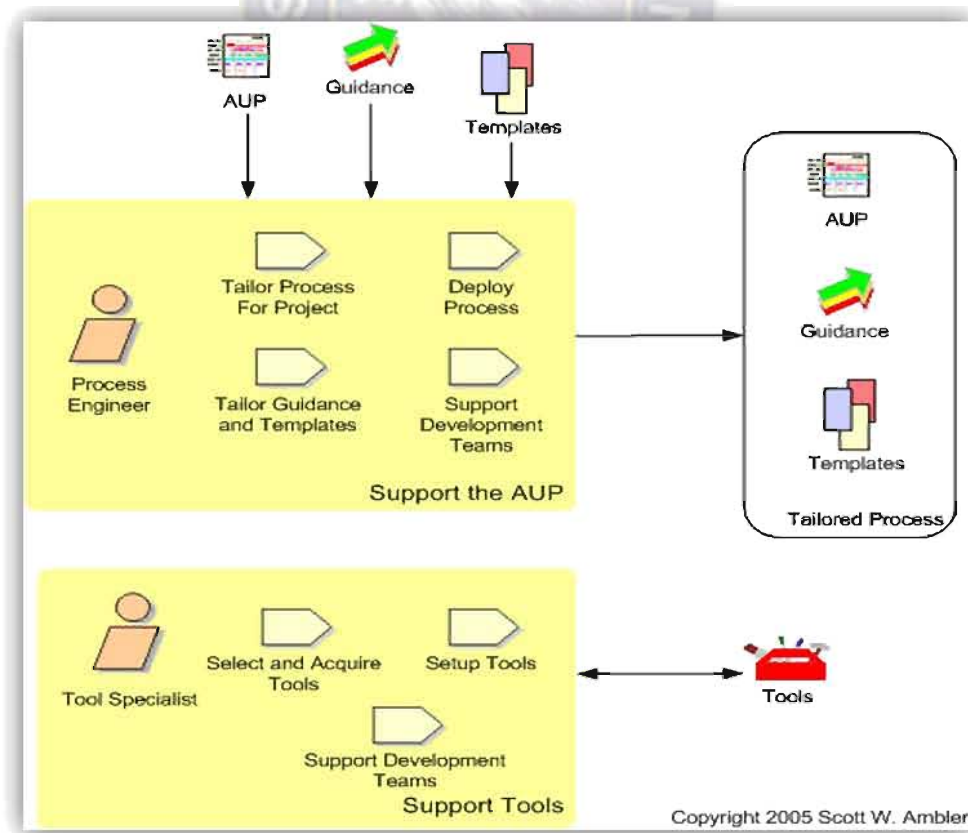 AUP
Guidance
Templates
Tailor Process
For Project
Deploy
Process
Process
Engineer
Tailor Guidance
and Templates
Support
Development
Teams
Support the AUP
AUP
Guidance
Templates
Tailored Process
Tool Specialist
Select and Acquire
Tools
Setup Tools
Support Development
Teams
Support Tools
Tools
Copyright 2005 Scott W. Ambler